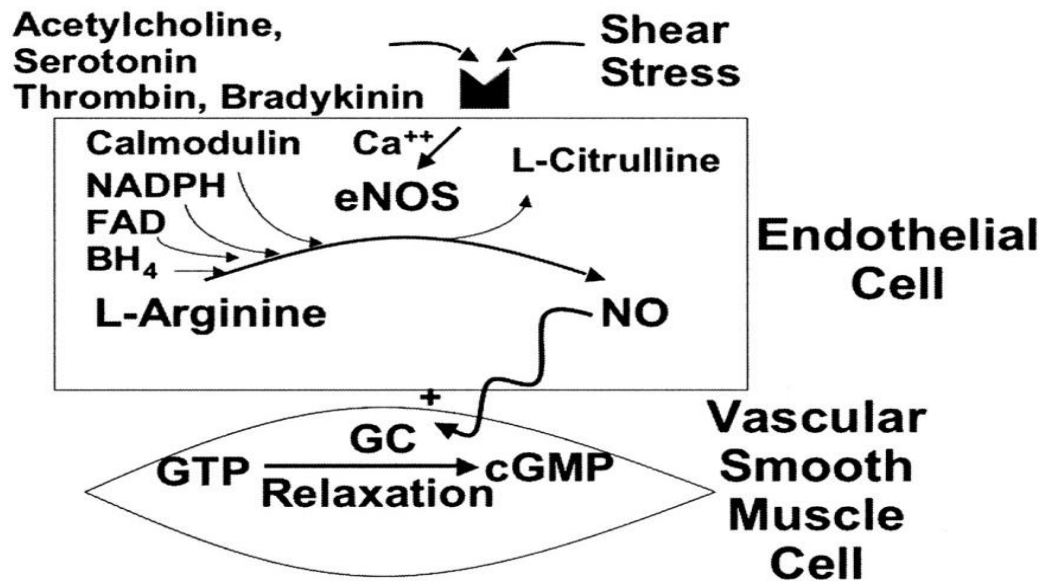 Acetylcholine,
Serotonin
Thrombin, Bradykinin
Shear
Stress
Calmodulin
NADPH
FAD
BH₄
Ca⁺⁺
eNOS
L-Citrulline
L-Arginine
NO
Endothelial
Cell
+
GC
GTP
cGMP
Relaxation
Vascular
Smooth
Muscle
Cell